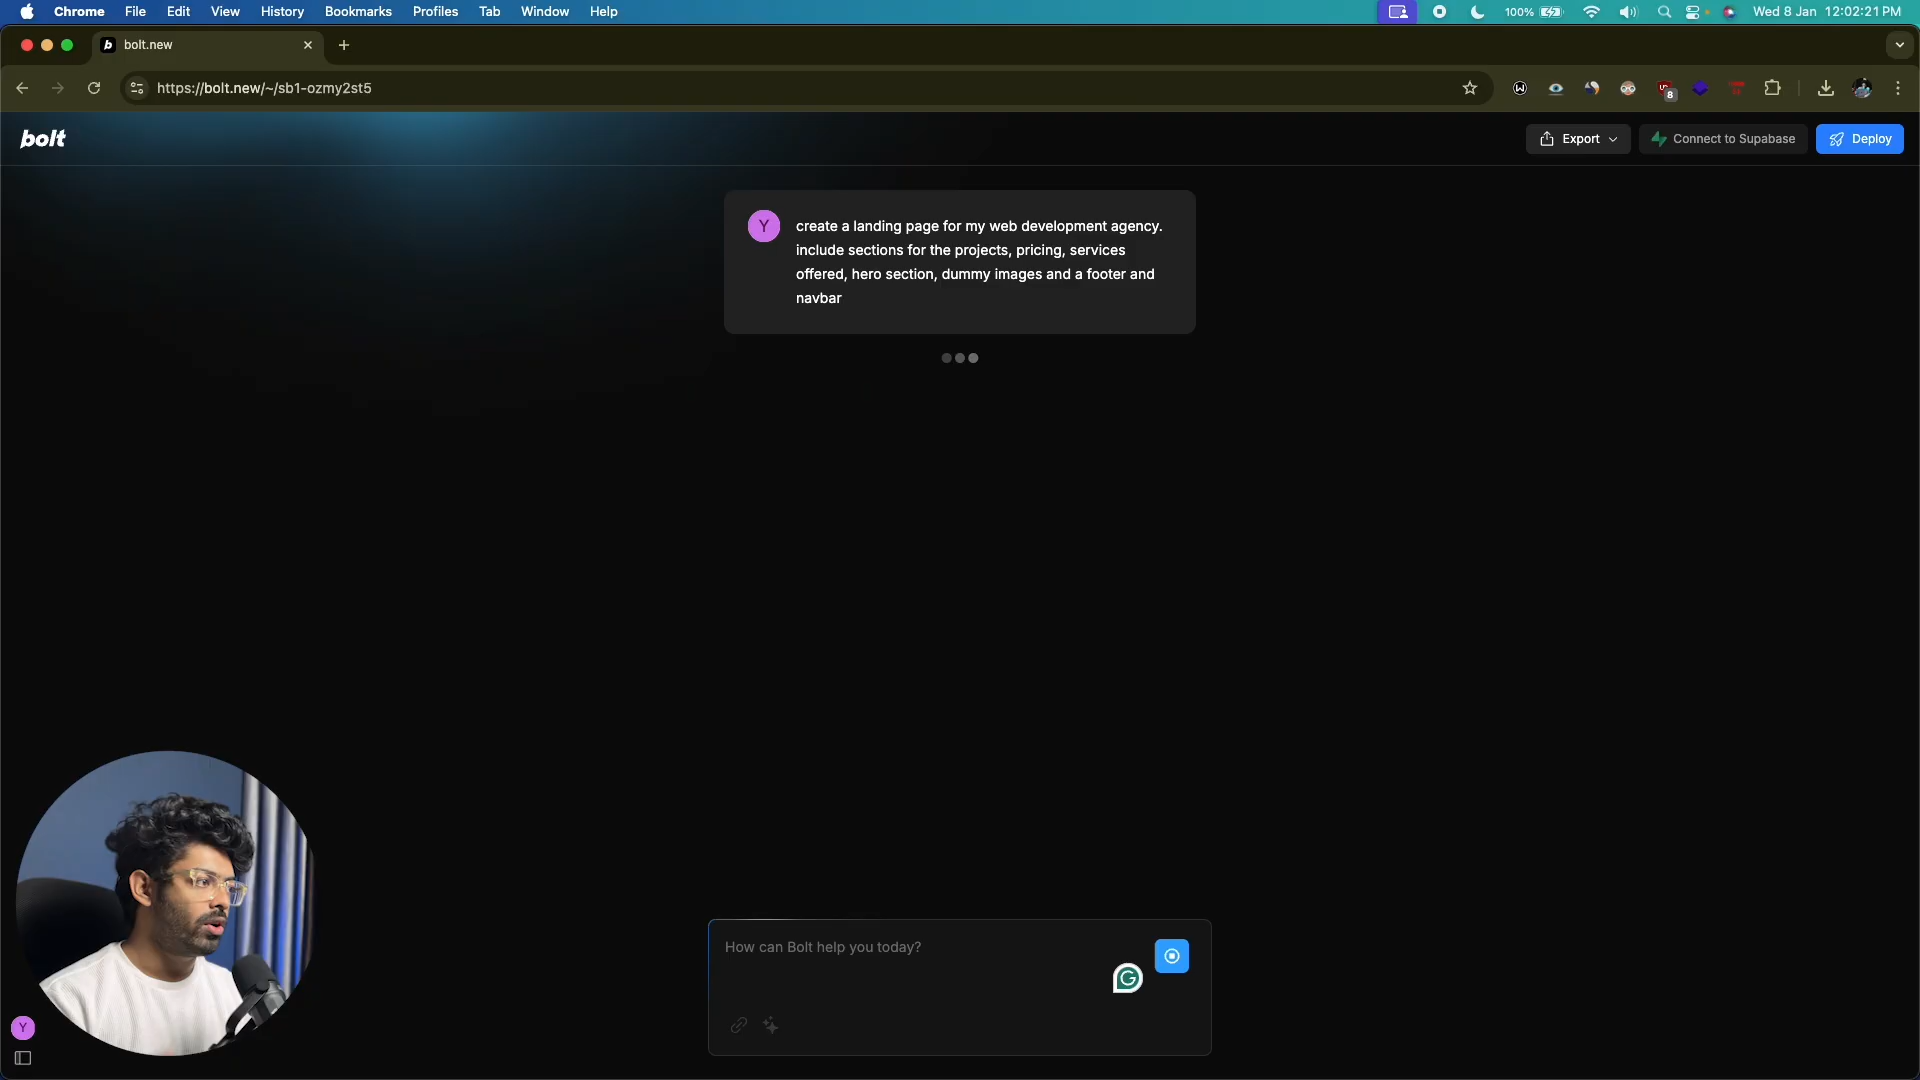 Chrome File Edit View History Bookmarks Profiles Tab Window Help
100% Wed 8 Jan 12:02:21 PM
b bolt.new
https://bolt.new/~/sb1-ozmy2st5
8
bolt
Export Connect to Supabase Deploy
Y
create a landing page for my web development agency.
include sections for the projects, pricing, services
offered, hero section, dummy images and a footer and
navbar
How can Bolt help you today?
G
Y